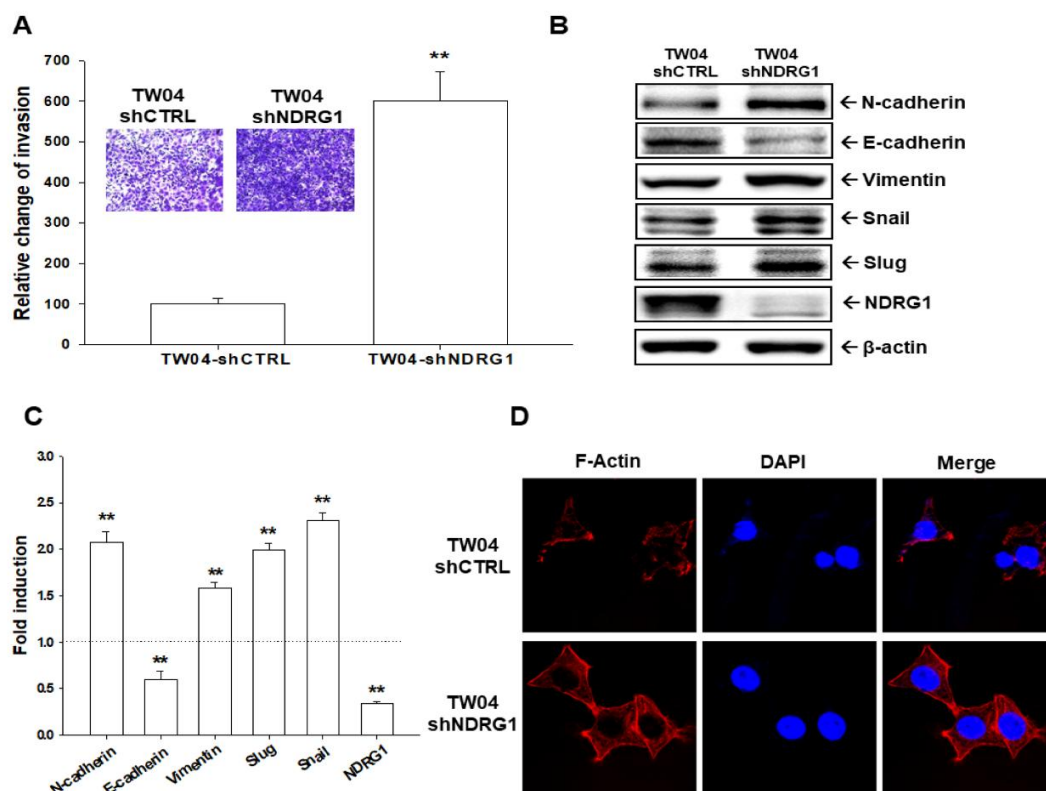 A
Relative change of invasion
700
600
500
400
300
200
100
0
**
TW04
shCTRL
TW04
shNDRG1
TW04-shCTRL
TW04-shNDRG1
B
TW04
shCTRL
TW04
shNDRG1
← N-cadherin
← E-cadherin
← Vimentin
← Snail
← Slug
← NDRG1
← β-actin
C
Fold induction
3.0
2.5
2.0
1.5
1.0
0.5
0.0
**
**
**
**
**
**
N-cadherin
E-cadherin
Vimentin
Slug
Snail
NDRG1
D
F-Actin
DAPI
Merge
TW04
shCTRL
TW04
shNDRG1